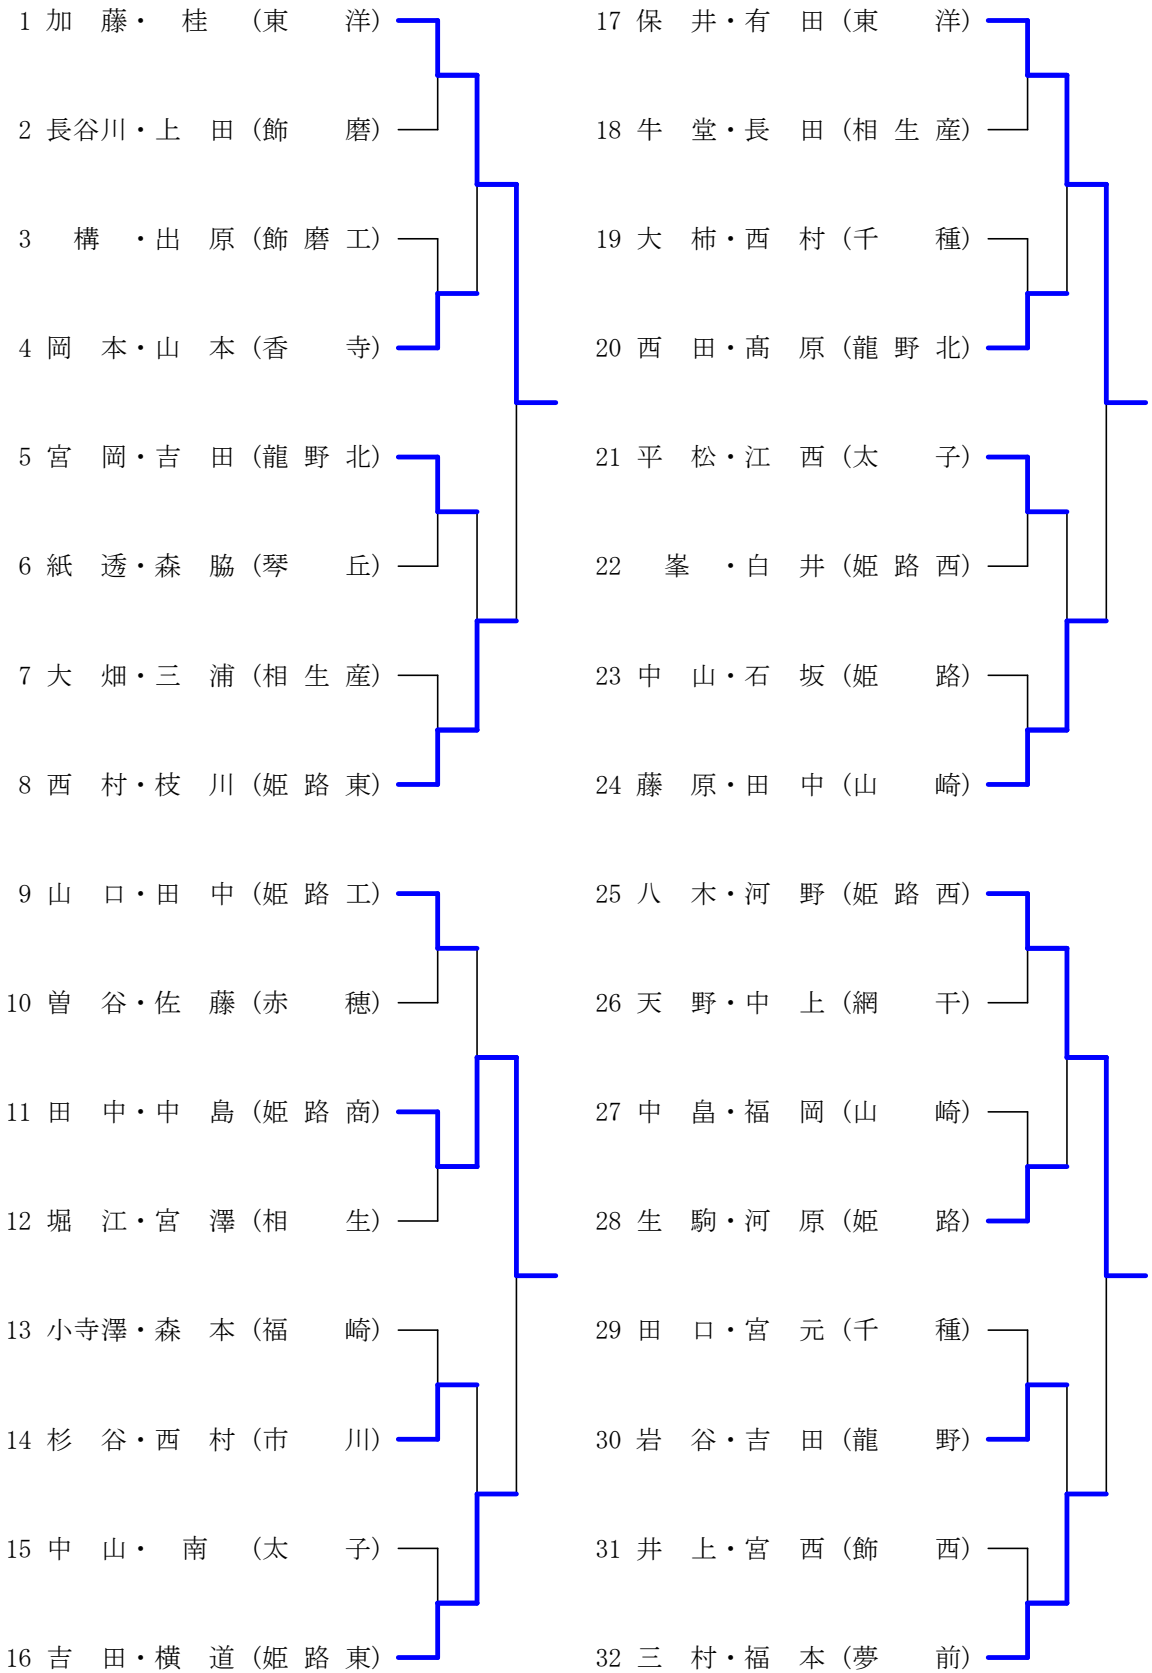 1 加藤・桂 (東洋)
2 長谷川・上田 (飾磨)
3 構・出原 (飾磨工)
4 岡本・山本 (香寺)
5 宮岡・吉田 (龍野北)
6 紙透・森脇 (琴丘)
7 大畑・三浦 (相生産)
8 西村・枝川 (姫路東)
9 山口・田中 (姫路工)
10 曽谷・佐藤 (赤穂)
11 田中・中島 (姫路商)
12 堀江・宮澤 (相生)
13 小寺澤・森本 (福崎)
14 杉谷・西村 (市川)
15 中山・南 (太子)
16 吉田・横道 (姫路東)
17 保井・有田 (東洋)
18 牛堂・長田 (相生産)
19 大柿・西村 (千種)
20 西田・髙原 (龍野北)
21 平松・江西 (太子)
22 峯・白井 (姫路西)
23 中山・石坂 (姫路)
24 藤原・田中 (山崎)
25 八木・河野 (姫路西)
26 天野・中上 (網干)
27 中畠・福岡 (山崎)
28 生駒・河原 (姫路)
29 田口・宮元 (千種)
30 岩谷・吉田 (龍野)
31 井上・宮西 (飾西)
32 三村・福本 (夢前)